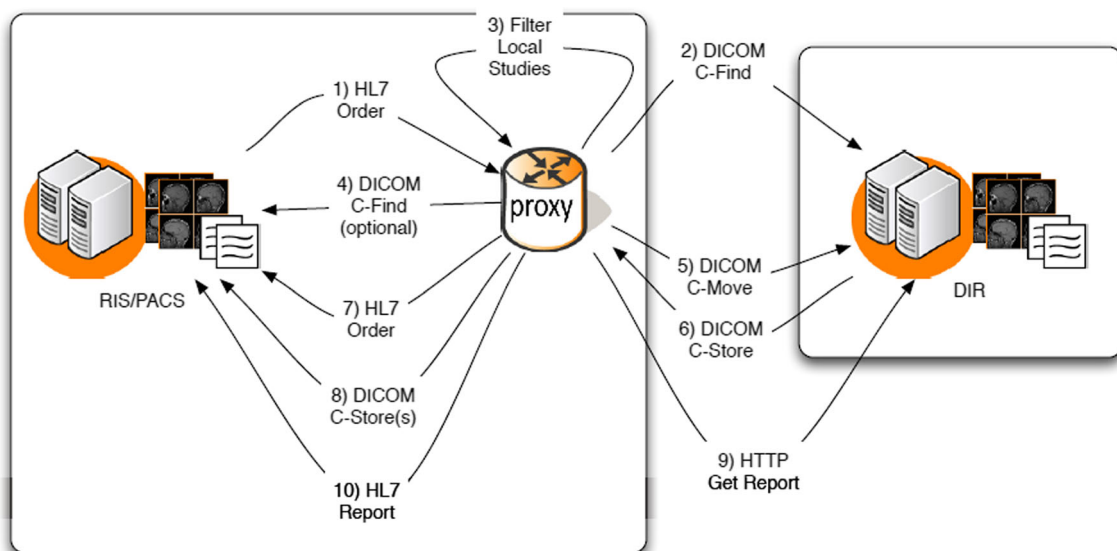 3) Filter
Local
Studies
2) DICOM
C-Find
1) HL7
Order
4) DICOM
C-Find
(optional)
proxy
5) DICOM
C-Move
RIS/PACS
DIR
7) HL7
Order
6) DICOM
C-Store
8) DICOM
C-Store(s)
9) HTTP
Get Report
10) HL7
Report